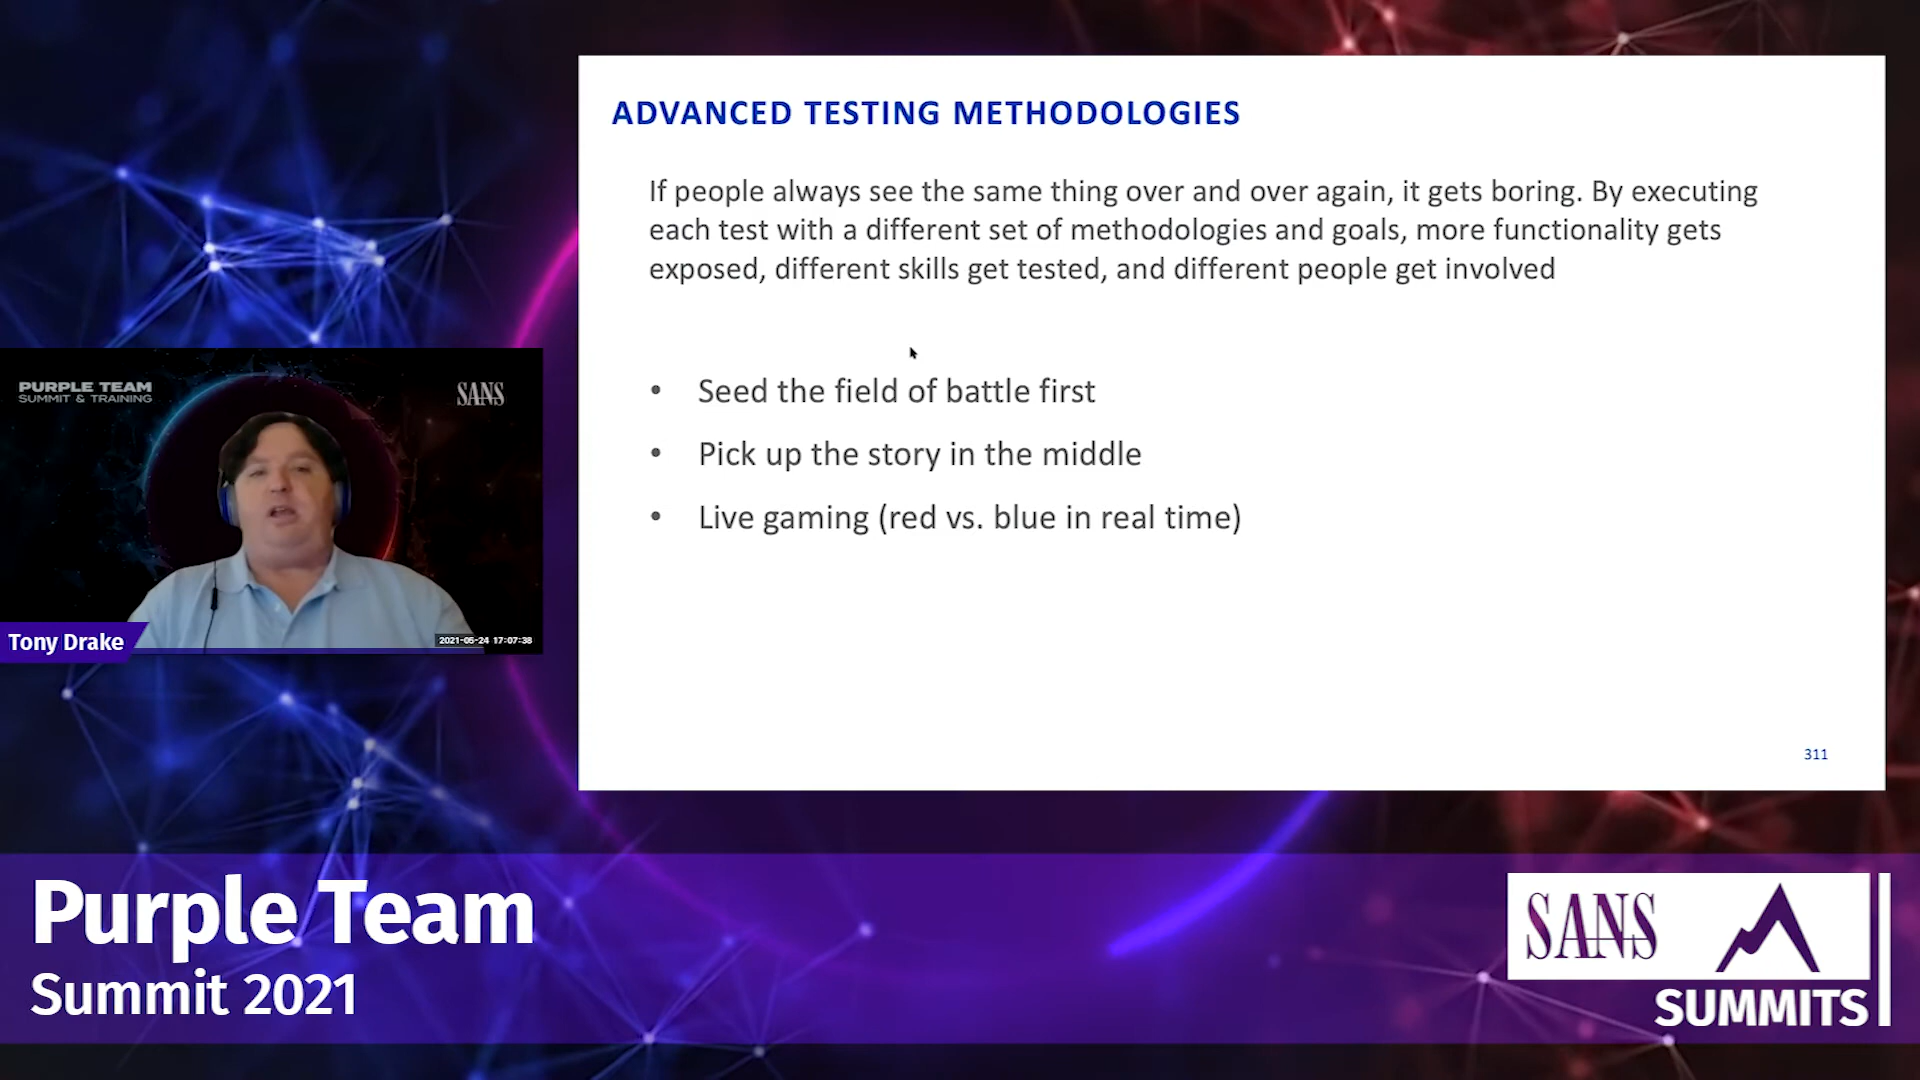 ADVANCED TESTING METHODOLOGIES
If people always see the same thing over and over again, it gets boring. By executing
each test with a different set of methodologies and goals, more functionality gets
exposed, different skills get tested, and different people get involved
• Seed the field of battle first
• Pick up the story in the middle
• Live gaming (red vs. blue in real time)
311
PURPLE TEAM
SUMMIT & TRAINING
SANS
Tony Drake
2021-05-24 17:07:38
Purple Team
Summit 2021
SANS
SUMMITS